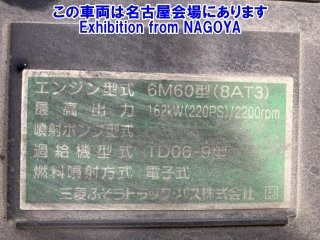 この車両は名古屋会場にあります
Exhibition from NAGOYA
エンジン型式 6M60型(8AT3)
最高出力 162kW(220PS)/2200rpm
噴射ポンプ型式
過給機型式 TD06-9型
燃料噴射方式 電子式
三菱ふそうトラック・バス株式会社